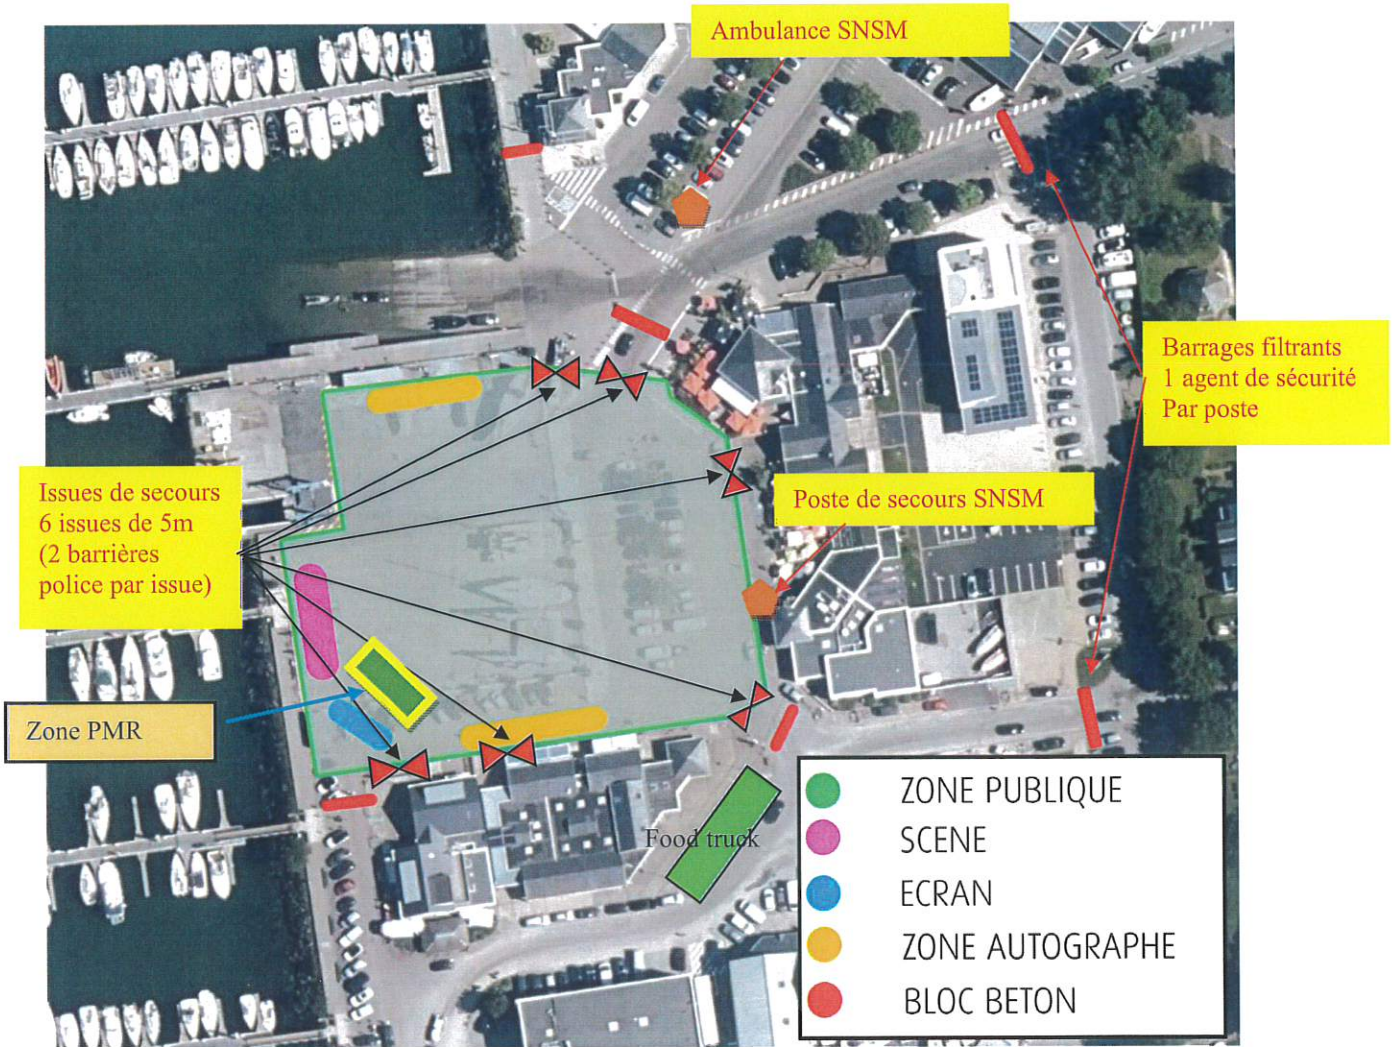 Ambulance SNSM
Barrages filtrants
1 agent de sécurité
Par poste
Issues de secours
6 issues de 5m
(2 barrières
police par issue)
Poste de secours SNSM
Zone PMR
Food truck
ZONE PUBLIQUE
SCENE
ECRAN
ZONE AUTOGRAPHE
BLOC BETON